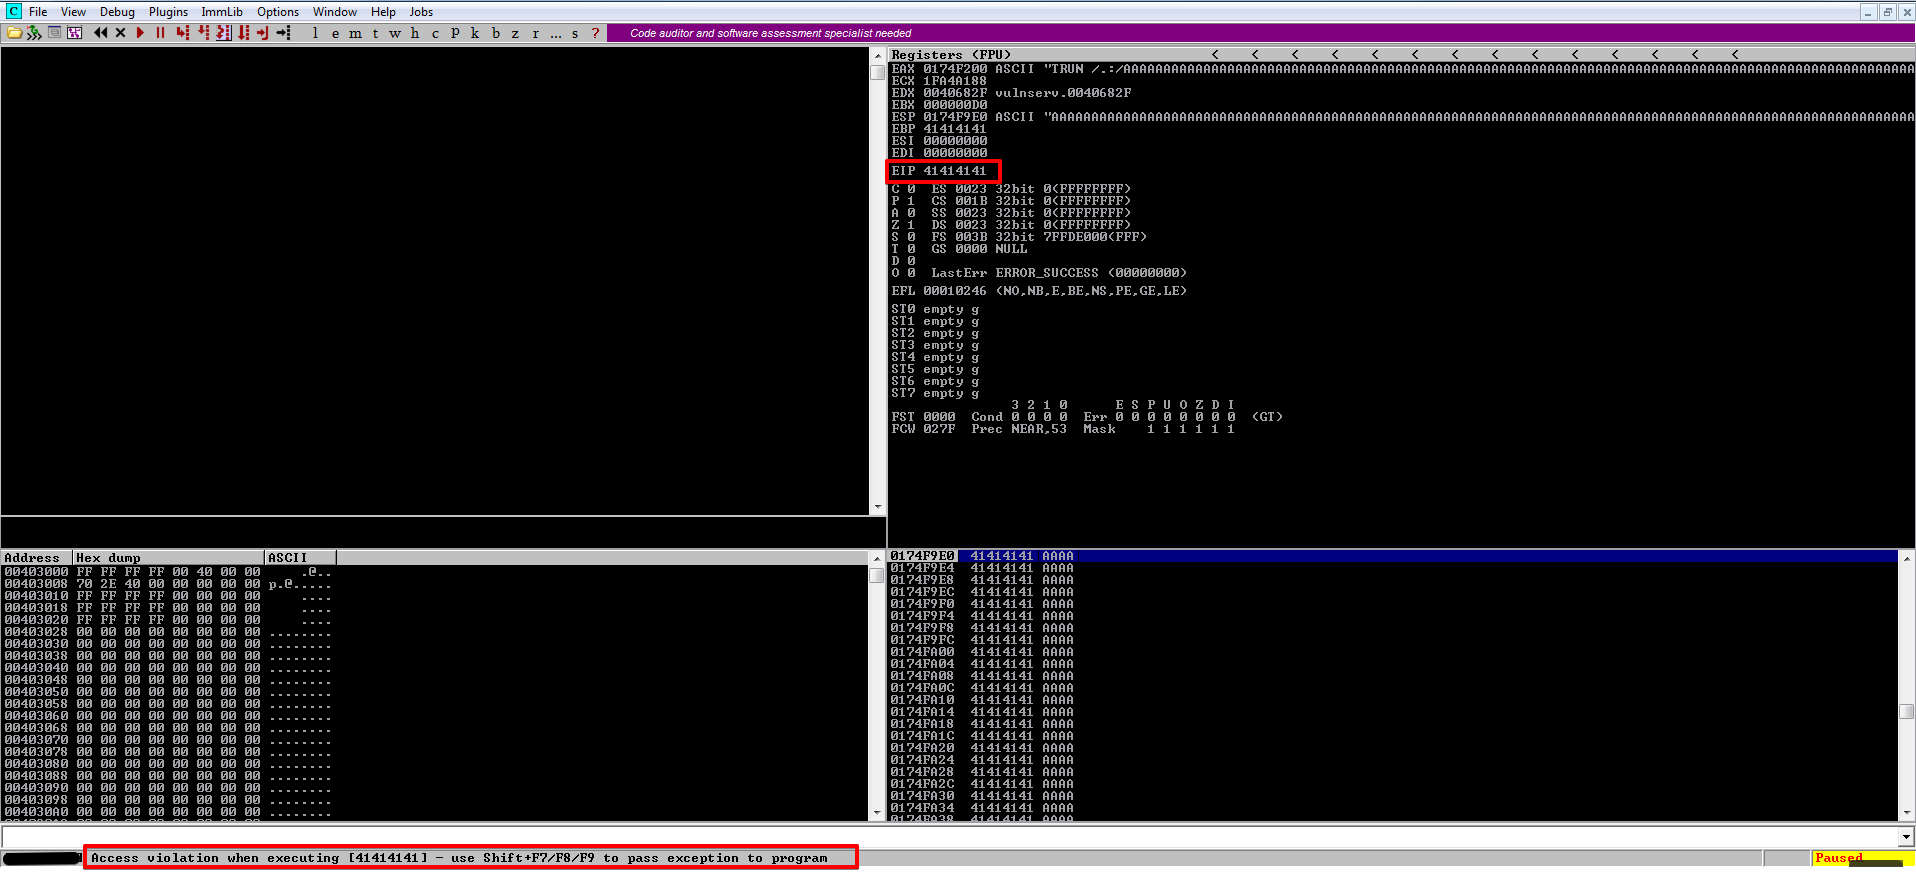 C File View Debug Plugins ImmLib Options Window Help Jobs
l e m t w h c p k b z r ... s ? Code auditor and software assessment specialist needed
Registers (FPU) < < < < < < < < < < < < < <
EAX 0174F200 ASCII "TRUN /.:/AAAAAAAAAAAAAAAAAAAAAAAAAAAAAAAAAAAAAAAAAAAAAAAAAAAAAAAAAAAAAAAAAAAAAAAAAAAAAAAAAAAAAAAAAAAAAAAAAAA
ECX 1FA4A188
EDX 0040682F vulnserv.0040682F
EBX 000000D0
ESP 0174F9E0 ASCII "AAAAAAAAAAAAAAAAAAAAAAAAAAAAAAAAAAAAAAAAAAAAAAAAAAAAAAAAAAAAAAAAAAAAAAAAAAAAAAAAAAAAAAAAAAAAAAAAAAAAAAAAAAAA
EBP 41414141
ESI 00000000
EDI 00000000
EIP 41414141
C 0 ES 0023 32bit 0(FFFFFFFF)
P 1 CS 001B 32bit 0(FFFFFFFF)
A 0 SS 0023 32bit 0(FFFFFFFF)
Z 1 DS 0023 32bit 0(FFFFFFFF)
S 0 FS 003B 32bit 7FFDE000(FFF)
T 0 GS 0000 NULL
D 0
O 0 LastErr ERROR_SUCCESS (00000000)
EFL 00010246 (NO,NB,E,BE,NS,PE,GE,LE)
ST0 empty g
ST1 empty g
ST2 empty g
ST3 empty g
ST4 empty g
ST5 empty g
ST6 empty g
ST7 empty g
3 2 1 0 E S P U O Z D I
FST 0000 Cond 0 0 0 0 Err 0 0 0 0 0 0 0 0 (GT)
FCW 027F Prec NEAR,53 Mask 1 1 1 1 1 1
Address Hex dump ASCII
00403000 FF FF FF FF 00 40 00 00 .@..
00403008 70 2E 40 00 00 00 00 00 p.@.....
00403010 FF FF FF FF 00 00 00 00 ....
00403018 FF FF FF FF 00 00 00 00 ....
00403020 FF FF FF FF 00 00 00 00 ....
00403028 00 00 00 00 00 00 00 00 ........
00403030 00 00 00 00 00 00 00 00 ........
00403038 00 00 00 00 00 00 00 00 ........
00403040 00 00 00 00 00 00 00 00 ........
00403048 00 00 00 00 00 00 00 00 ........
00403050 00 00 00 00 00 00 00 00 ........
00403058 00 00 00 00 00 00 00 00 ........
00403060 00 00 00 00 00 00 00 00 ........
00403068 00 00 00 00 00 00 00 00 ........
00403070 00 00 00 00 00 00 00 00 ........
00403078 00 00 00 00 00 00 00 00 ........
00403080 00 00 00 00 00 00 00 00 ........
00403088 00 00 00 00 00 00 00 00 ........
00403090 00 00 00 00 00 00 00 00 ........
00403098 00 00 00 00 00 00 00 00 ........
004030A0 00 00 00 00 00 00 00 00 ........
0174F9E0 41414141 AAAA
0174F9E4 41414141 AAAA
0174F9E8 41414141 AAAA
0174F9EC 41414141 AAAA
0174F9F0 41414141 AAAA
0174F9F4 41414141 AAAA
0174F9F8 41414141 AAAA
0174F9FC 41414141 AAAA
0174FA00 41414141 AAAA
0174FA04 41414141 AAAA
0174FA08 41414141 AAAA
0174FA0C 41414141 AAAA
0174FA10 41414141 AAAA
0174FA14 41414141 AAAA
0174FA18 41414141 AAAA
0174FA1C 41414141 AAAA
0174FA20 41414141 AAAA
0174FA24 41414141 AAAA
0174FA28 41414141 AAAA
0174FA2C 41414141 AAAA
0174FA30 41414141 AAAA
0174FA34 41414141 AAAA
0174FA38 41414141 AAAA
Access violation when executing [41414141] - use Shift+F7/F8/F9 to pass exception to program
Paused